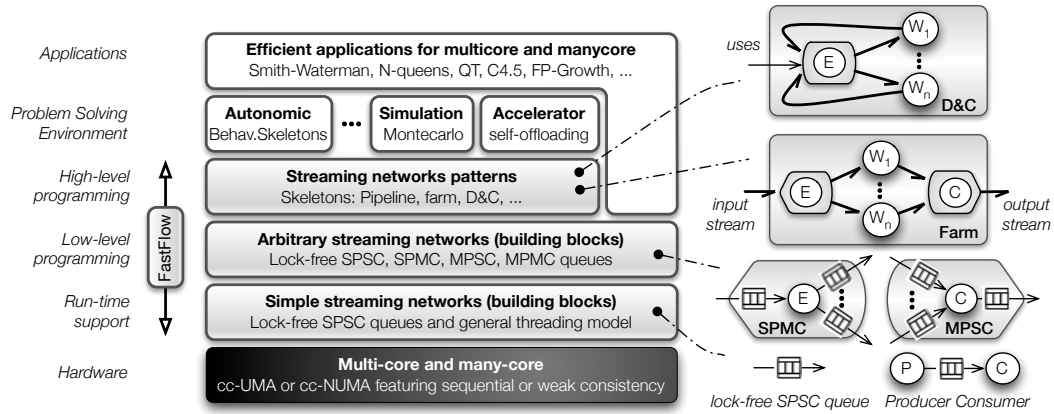 Applications
Efficient applications for multicore and manycore
Smith-Waterman, N-queens, QT, C4.5, FP-Growth, ...
Problem Solving
Environment
Autonomic
Behav.Skeletons
...
Simulation
Montecarlo
Accelerator
self-offloading
High-level
programming
Streaming networks patterns
Skeletons: Pipeline, farm, D&C, ...
FastFlow
Low-level
programming
Arbitrary streaming networks (building blocks)
Lock-free SPSC, SPMC, MPSC, MPMC queues
Run-time
support
Simple streaming networks (building blocks)
Lock-free SPSC queues and general threading model
Hardware
Multi-core and many-core
cc-UMA or cc-NUMA featuring sequential or weak consistency
uses
E
W1
Wn
D&C
input
stream
E
W1
Wn
C
Farm
output
stream
E
SPMC
C
MPSC
lock-free SPSC queue
P
C
Producer Consumer